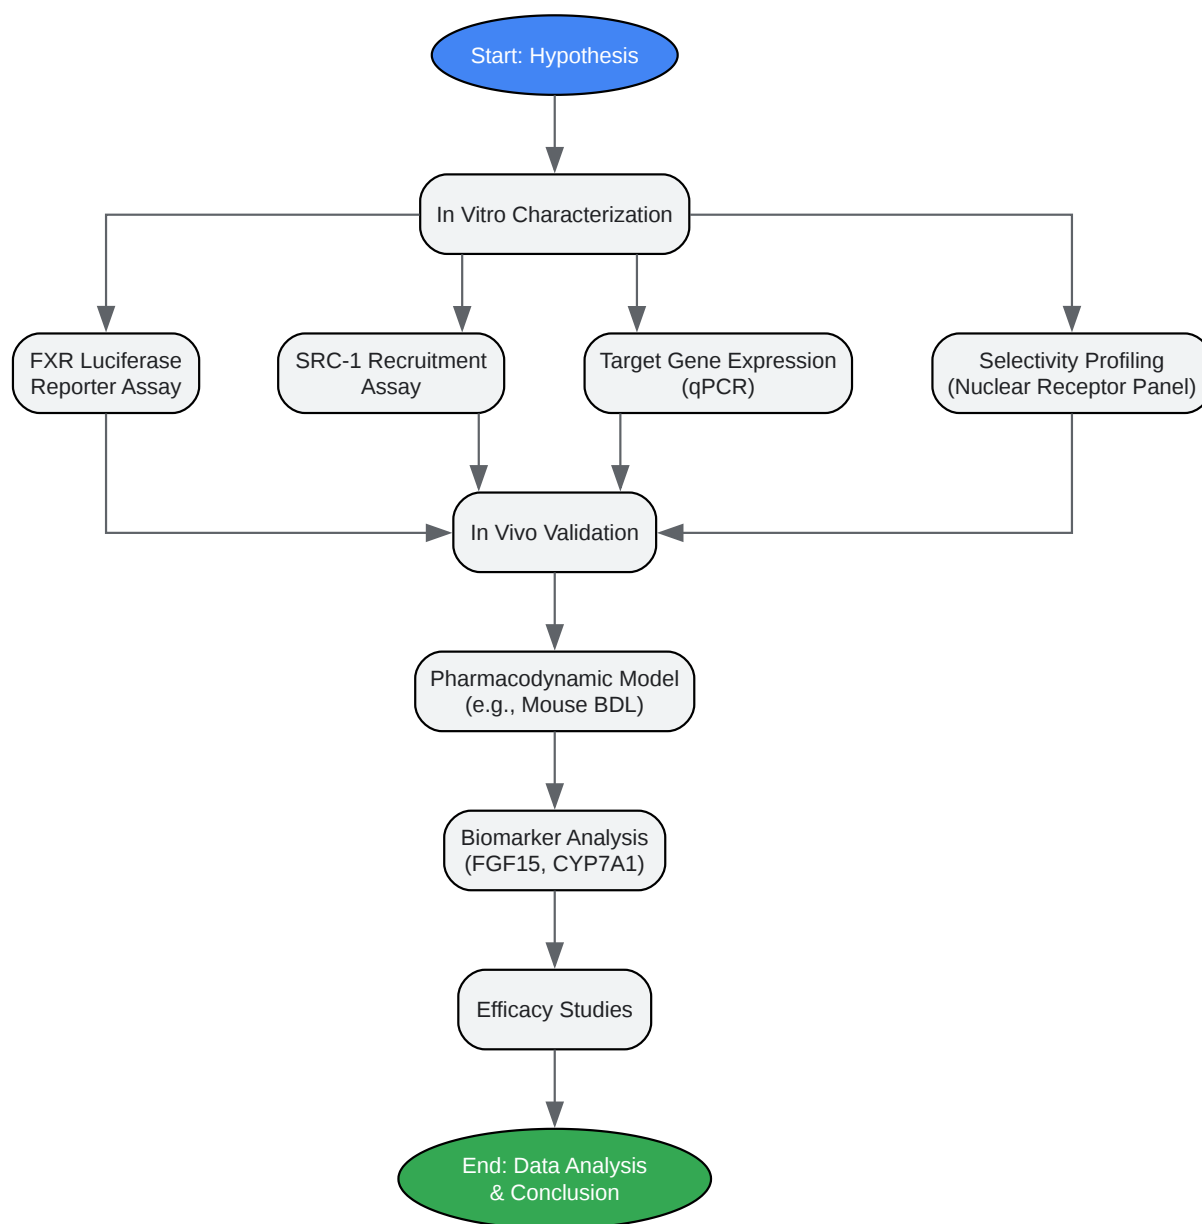 Start: Hypothesis
In Vitro Characterization
FXR Luciferase
Reporter Assay
SRC-1 Recruitment
Assay
Target Gene Expression
(qPCR)
Selectivity Profiling
(Nuclear Receptor Panel)
In Vivo Validation
Pharmacodynamic Model
(e.g., Mouse BDL)
Biomarker Analysis
(FGF15, CYP7A1)
Efficacy Studies
End: Data Analysis
& Conclusion